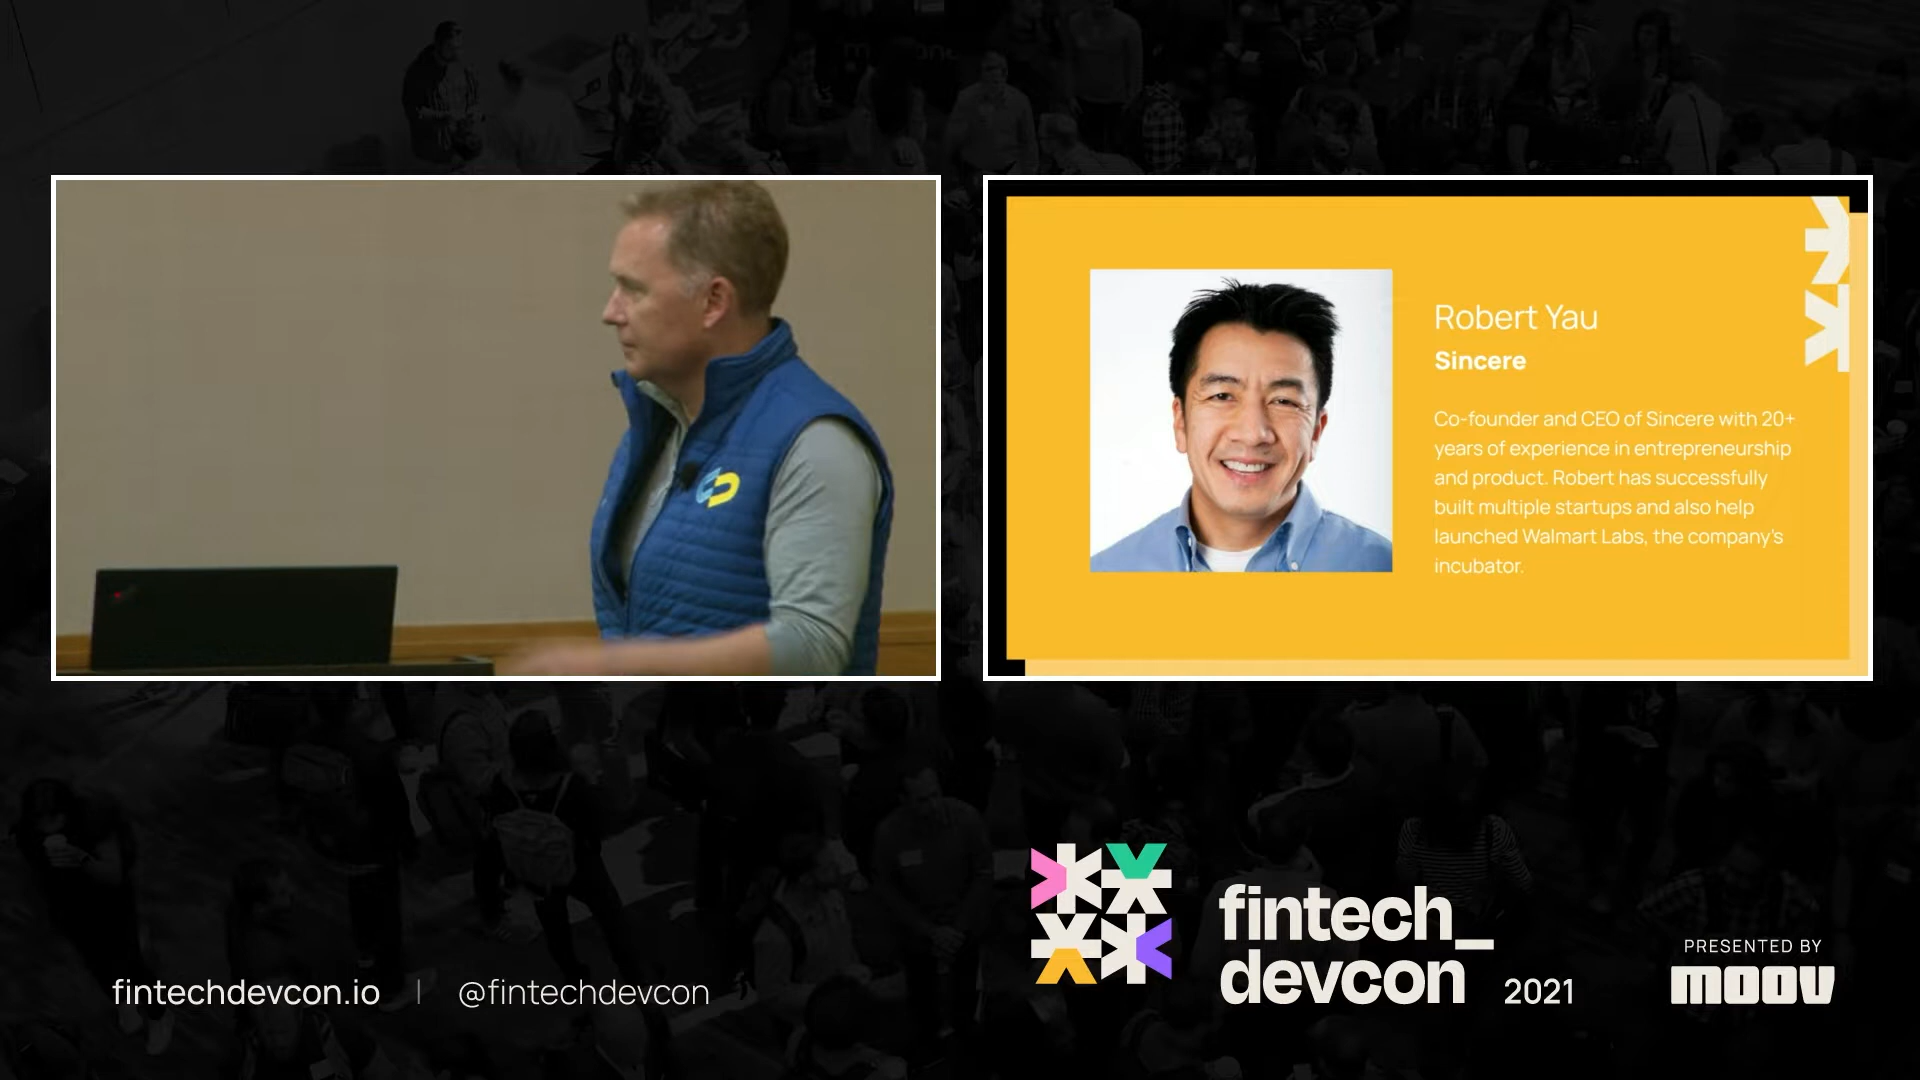 Robert Yau
Sincere
Co-founder and CEO of Sincere with 20+
years of experience in entrepreneurship
and product. Robert has successfully
built multiple startups and also help
launched Walmart Labs, the company's
incubator.
fintechdevcon.io | @fintechdevcon
fintech_
devcon 2021
PRESENTED BY
moov